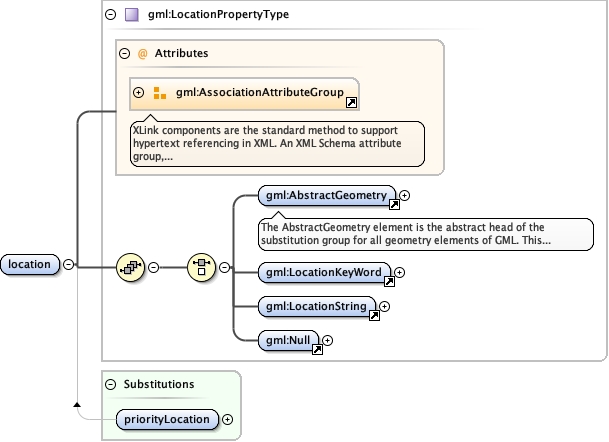 gml:LocationPropertyType
@ Attributes
gml:AssociationAttributeGroup
XLink components are the standard method to support
hypertext referencing in XML. An XML Schema attribute
group,...
gml:AbstractGeometry
The AbstractGeometry element is the abstract head of the
substitution group for all geometry elements of GML. This...
location
gml:LocationKeyWord
gml:LocationString
gml:Null
Substitutions
priorityLocation